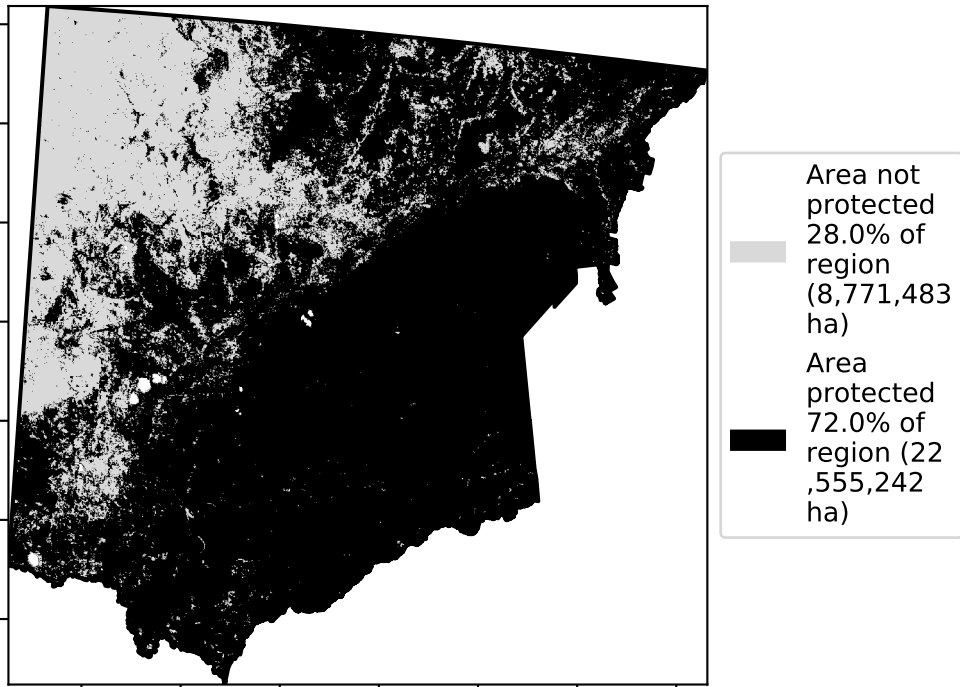 Area not
protected
28.0% of
region
(8,771,483
ha)
Area
protected
72.0% of
region (22
,555,242
ha)